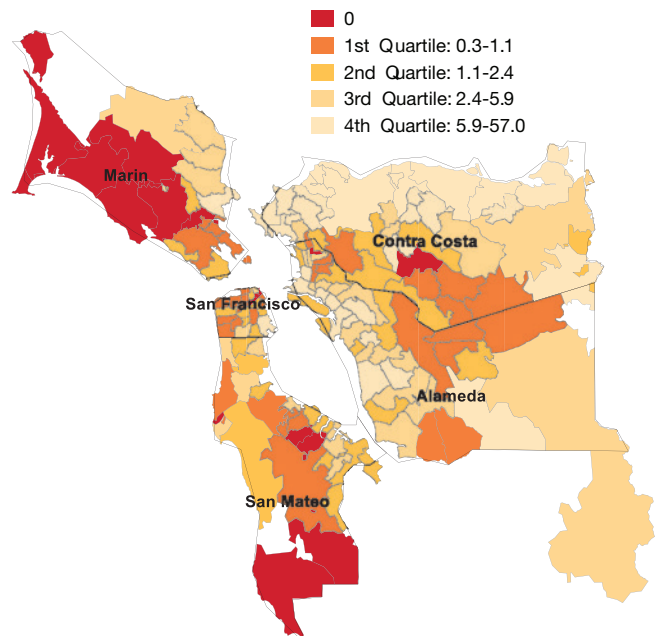 0
1st Quartile: 0.3-1.1
2nd Quartile: 1.1-2.4
3rd Quartile: 2.4-5.9
4th Quartile: 5.9-57.0
Marin
Contra Costa
San Francisco
Alameda
San Mateo